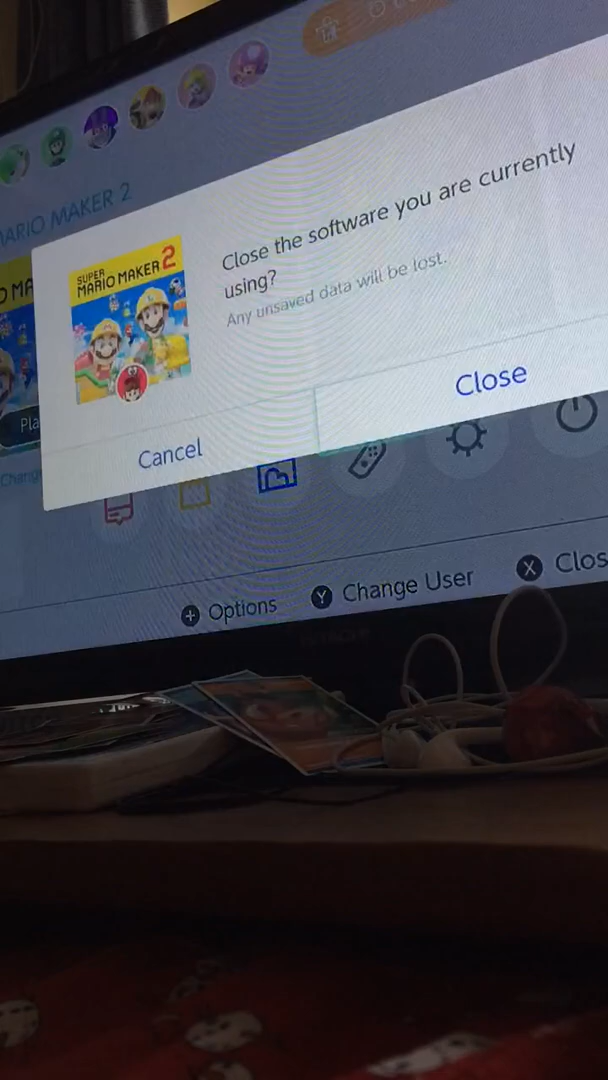 MARIO MAKER 2
SUPER
MARIO MAKER 2
Close the software you are currently
using?
Any unsaved data will be lost.
Cancel
Close
Options
Y Change User
X Clos